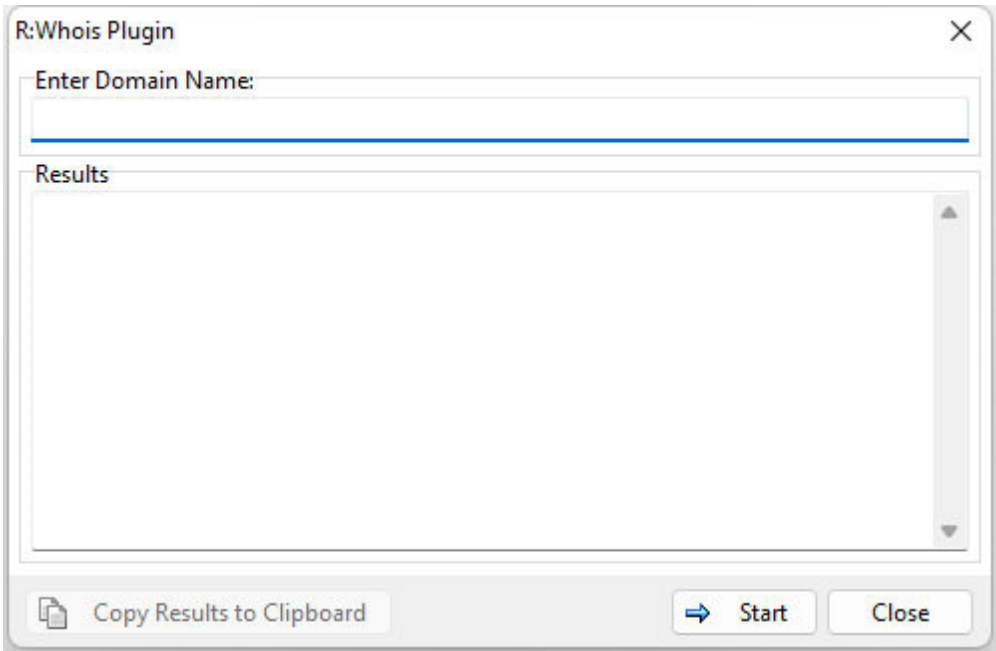 R:Whois Plugin
Enter Domain Name:
Results
Copy Results to Clipboard
Start
Close